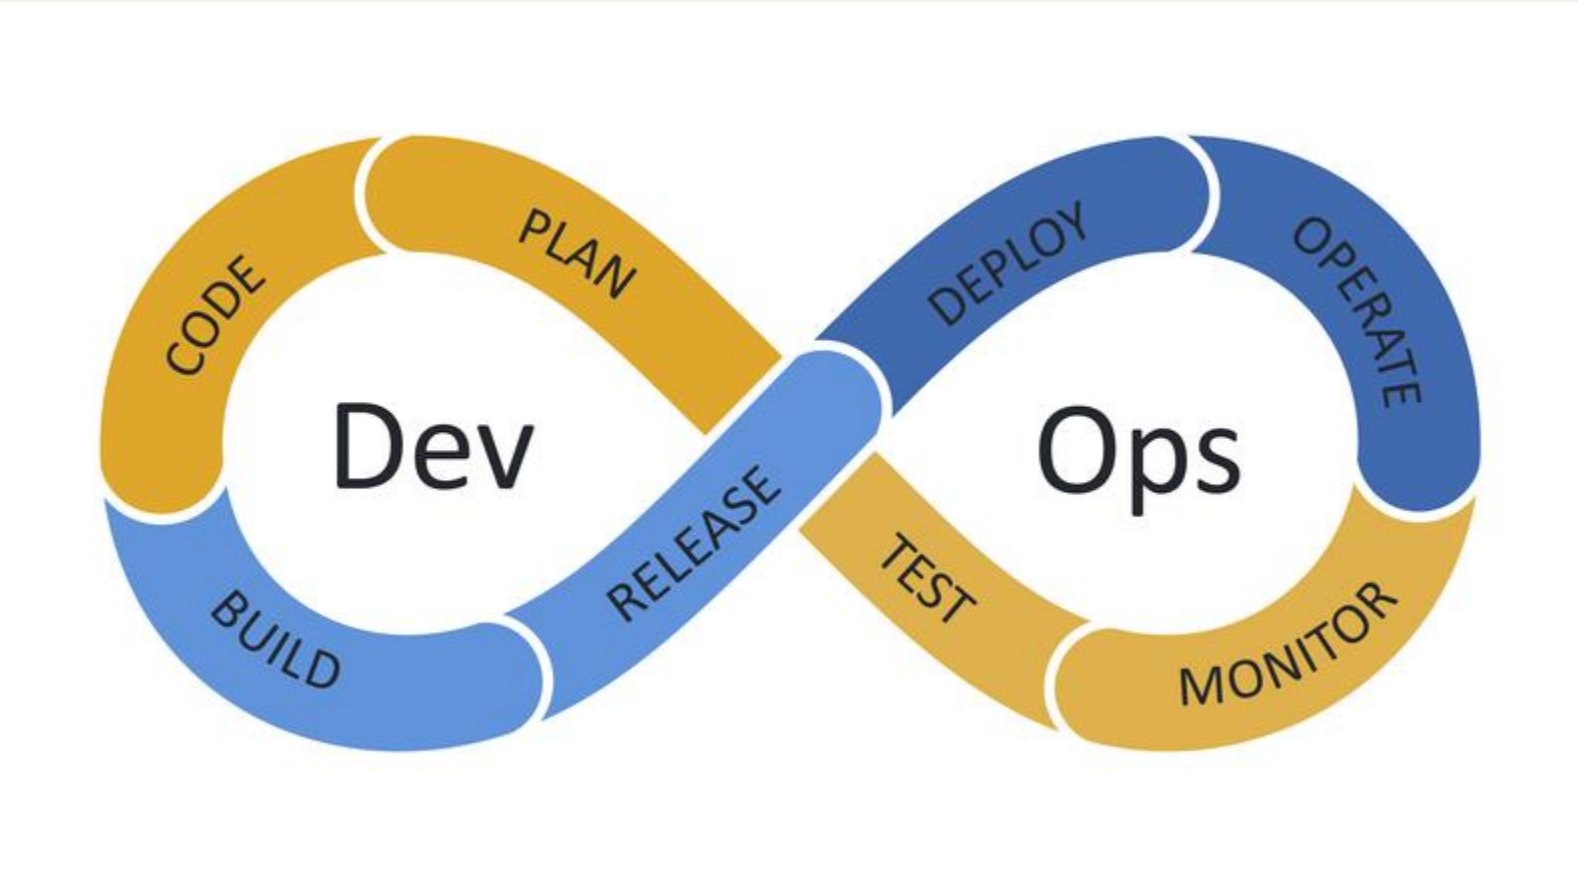 PLAN
CODE
BUILD
RELEASE
DEPLOY
OPERATE
MONITOR
TEST
Dev
Ops